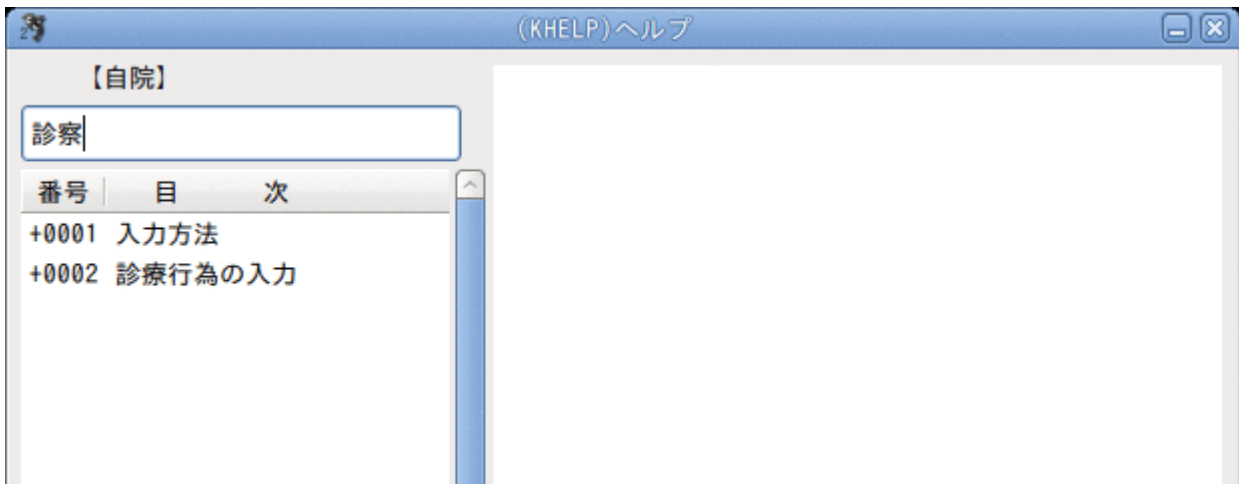 (KHELP)ヘルプ
【自院】
診察
番号 目 次
+0001 入力方法
+0002 診療行為の入力